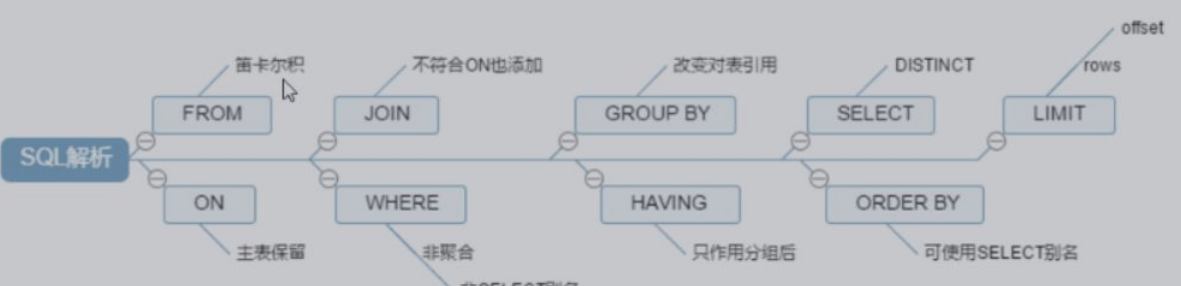 offset
笛卡尔积
不符合ON也添加
改变对表引用
DISTINCT
rows
FROM
JOIN
GROUP BY
SELECT
LIMIT
SQL解析
ON
WHERE
HAVING
ORDER BY
主表保留
非聚合
只作用分组后
可使用SELECT别名